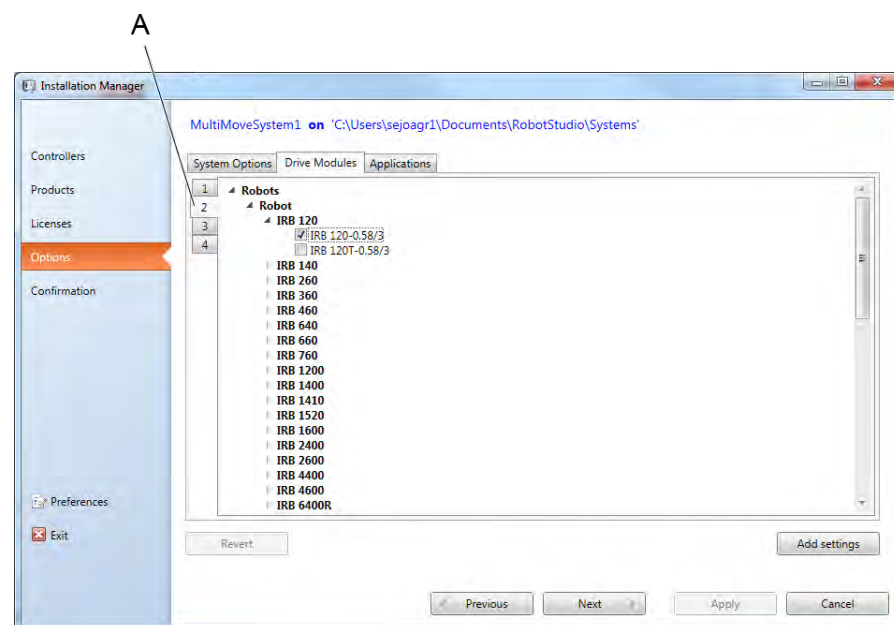 A
Installation Manager
MultiMoveSystem1 on 'C:\Users\sejoagr1\Documents\RobotStudio\Systems'
Controllers
Products
Licenses
Options
Confirmation
Preferences
Exit
System Options Drive Modules Applications
1
2
3
4
Robots
Robot
IRB 120
IRB 120-0.58/3
IRB 120T-0.58/3
IRB 140
IRB 260
IRB 360
IRB 460
IRB 640
IRB 660
IRB 760
IRB 1200
IRB 1400
IRB 1410
IRB 1520
IRB 1600
IRB 2400
IRB 2600
IRB 4400
IRB 4600
IRB 6400R
Revert Add settings
Previous Next Apply Cancel